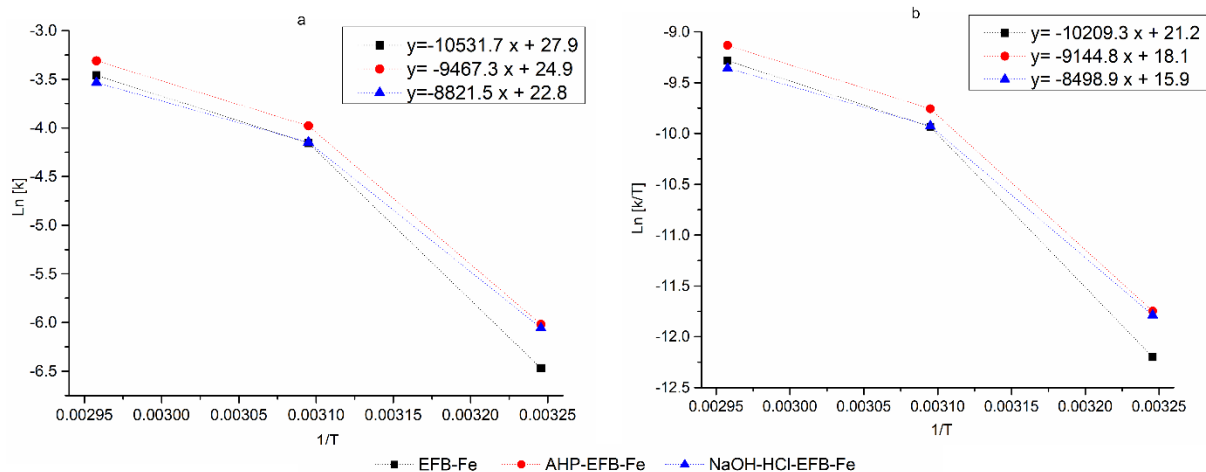 a
y=-10531.7 x + 27.9
y= -9467.3 x + 24.9
y=-8821.5 x + 22.8
-3.0
-3.5
-4.0
-4.5
-5.0
-5.5
-6.0
-6.5
Ln [k]
0.00295 0.00300 0.00305 0.00310 0.00315 0.00320 0.00325
1/T
b
y= -10209.3 x + 21.2
y= -9144.8 x + 18.1
y= -8498.9 x + 15.9
-9.0
-9.5
-10.0
-10.5
-11.0
-11.5
-12.0
-12.5
Ln [k/T]
0.00295 0.00300 0.00305 0.00310 0.00315 0.00320 0.00325
1/T
EFB-Fe AHP-EFB-Fe NaOH-HCl-EFB-Fe